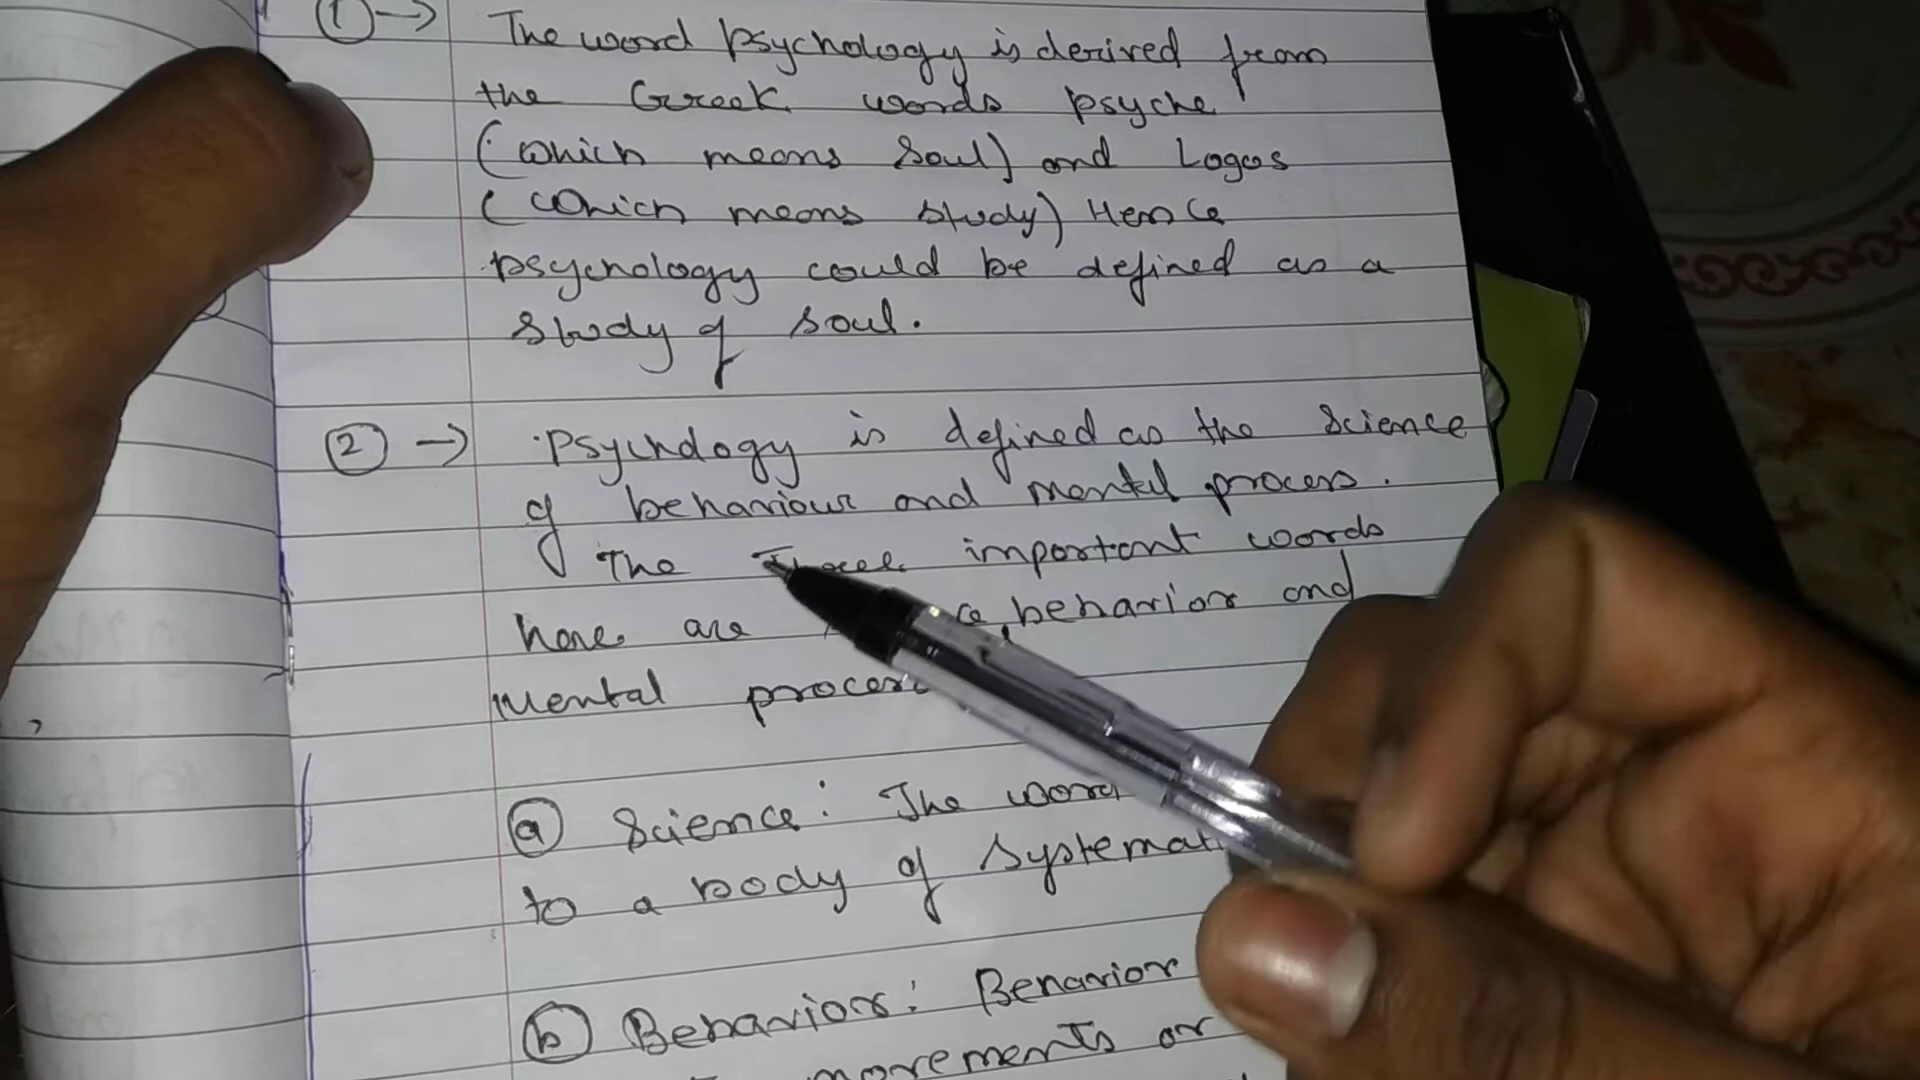 ① → The word psychology is derived from
the Greek words psyche
(which means soul) and Logos
(which means study) Hence
psychology could be defined as a
study of soul.
② → Psychology is defined as the science
of behaviour and mental process.
The Three important words
here are behavior and
Mental
ⓐ Science: The word
to a body of
ⓑ Behavior: Behavior
movements or